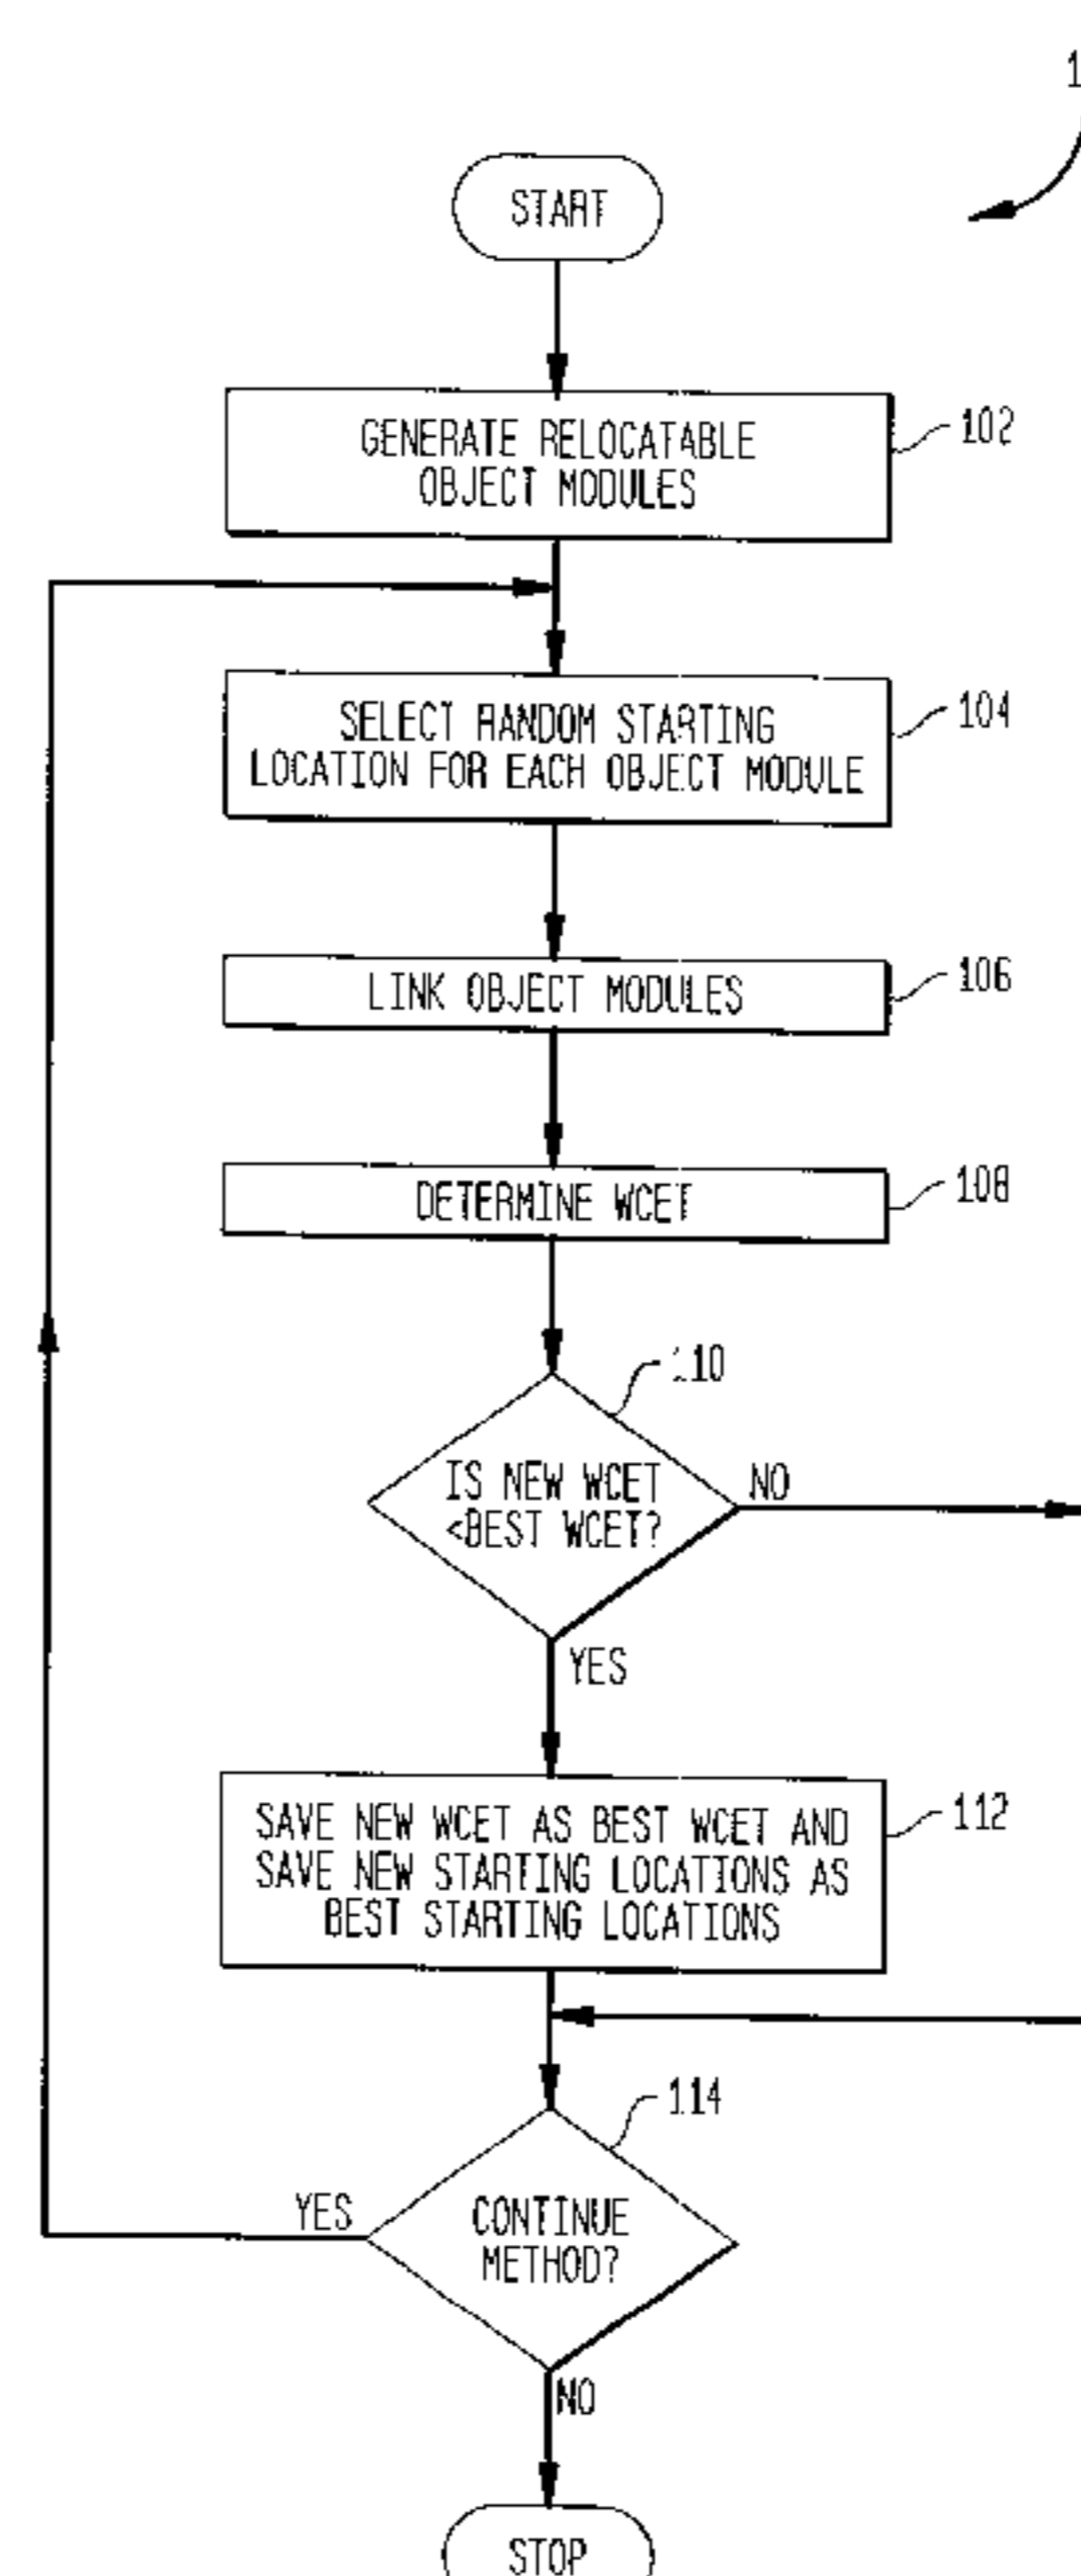 START
GENERATE RELOCATABLE
OBJECT MODULES
102
SELECT RANDOM STARTING
LOCATION FOR EACH OBJECT MODULE
104
LINK OBJECT MODULES
106
DETERMINE WCET
108
110
IS NEW WCET
<BEST WCET?
NO
YES
SAVE NEW WCET AS BEST WCET AND
SAVE NEW STARTING LOCATIONS AS
BEST STARTING LOCATIONS
112
114
CONTINUE
METHOD?
YES
NO
STOP